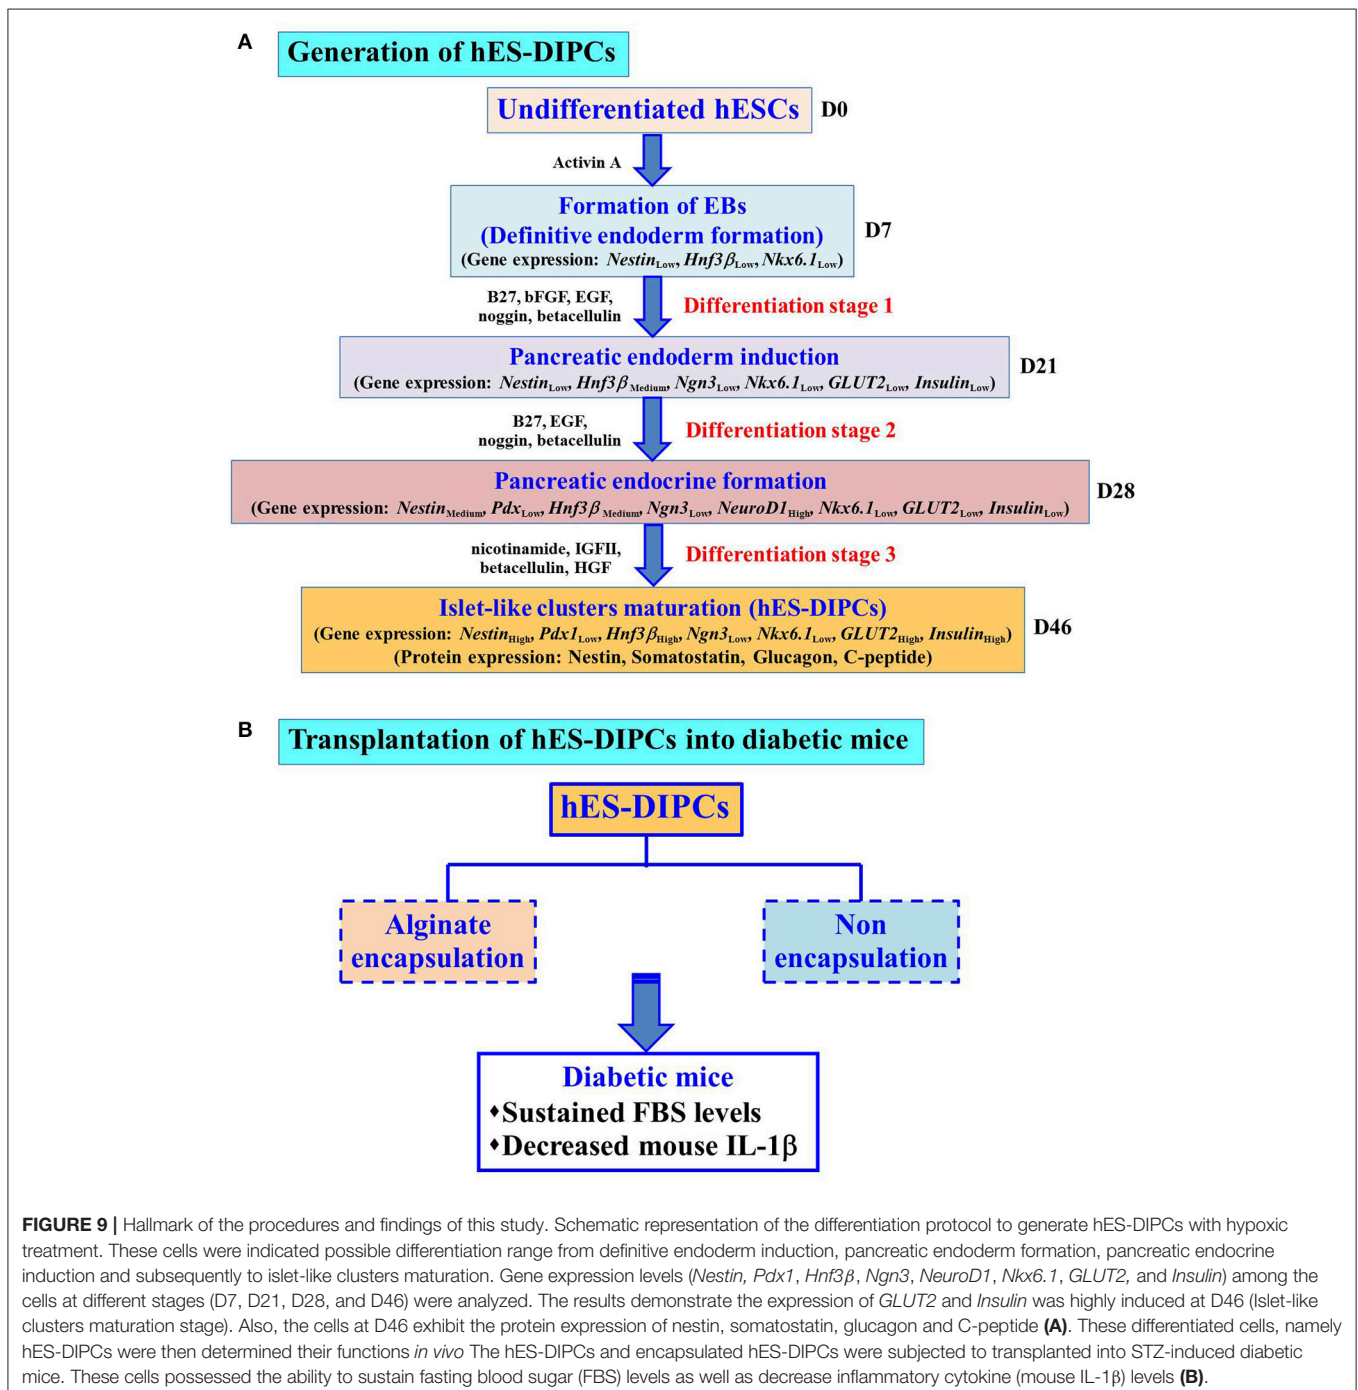 A
Generation of hES-DIPCs
Undifferentiated hESCs
D0
Activin A
Formation of EBs
(Definitive endoderm formation)
(Gene expression: NestinLow, Hnf3βLow, Nkx6.1Low)
D7
B27, bFGF, EGF,
noggin, betacellulin
Differentiation stage 1
Pancreatic endoderm induction
(Gene expression: NestinLow, Hnf3βMedium, Ngn3Low, Nkx6.1Low, GLUT2Low, InsulinLow)
D21
B27, EGF,
noggin, betacellulin
Differentiation stage 2
Pancreatic endocrine formation
(Gene expression: NestinMedium, PdxLow, Hnf3βMedium, Ngn3Low, NeuroD1High, Nkx6.1Low, GLUT2Low, InsulinLow)
D28
nicotinamide, IGFII,
betacellulin, HGF
Differentiation stage 3
Islet-like clusters maturation (hES-DIPCs)
(Gene expression: NestinHigh, Pdx1Low, Hnf3βHigh, Ngn3Low, Nkx6.1Low, GLUT2High, InsulinHigh)
(Protein expression: Nestin, Somatostatin, Glucagon, C-peptide)
D46
B
Transplantation of hES-DIPCs into diabetic mice
hES-DIPCs
Alginate
encapsulation
Non
encapsulation
Diabetic mice
♦Sustained FBS levels
♦Decreased mouse IL-1β
FIGURE 9 | Hallmark of the procedures and findings of this study. Schematic representation of the differentiation protocol to generate hES-DIPCs with hypoxic
treatment. These cells were indicated possible differentiation range from definitive endoderm induction, pancreatic endoderm formation, pancreatic endocrine
induction and subsequently to islet-like clusters maturation. Gene expression levels (Nestin, Pdx1, Hnf3β, Ngn3, NeuroD1, Nkx6.1, GLUT2, and Insulin) among the
cells at different stages (D7, D21, D28, and D46) were analyzed. The results demonstrate the expression of GLUT2 and Insulin was highly induced at D46 (Islet-like
clusters maturation stage). Also, the cells at D46 exhibit the protein expression of nestin, somatostatin, glucagon and C-peptide (A). These differentiated cells, namely
hES-DIPCs were then determined their functions in vivo The hES-DIPCs and encapsulated hES-DIPCs were subjected to transplanted into STZ-induced diabetic
mice. These cells possessed the ability to sustain fasting blood sugar (FBS) levels as well as decrease inflammatory cytokine (mouse IL-1β) levels (B).